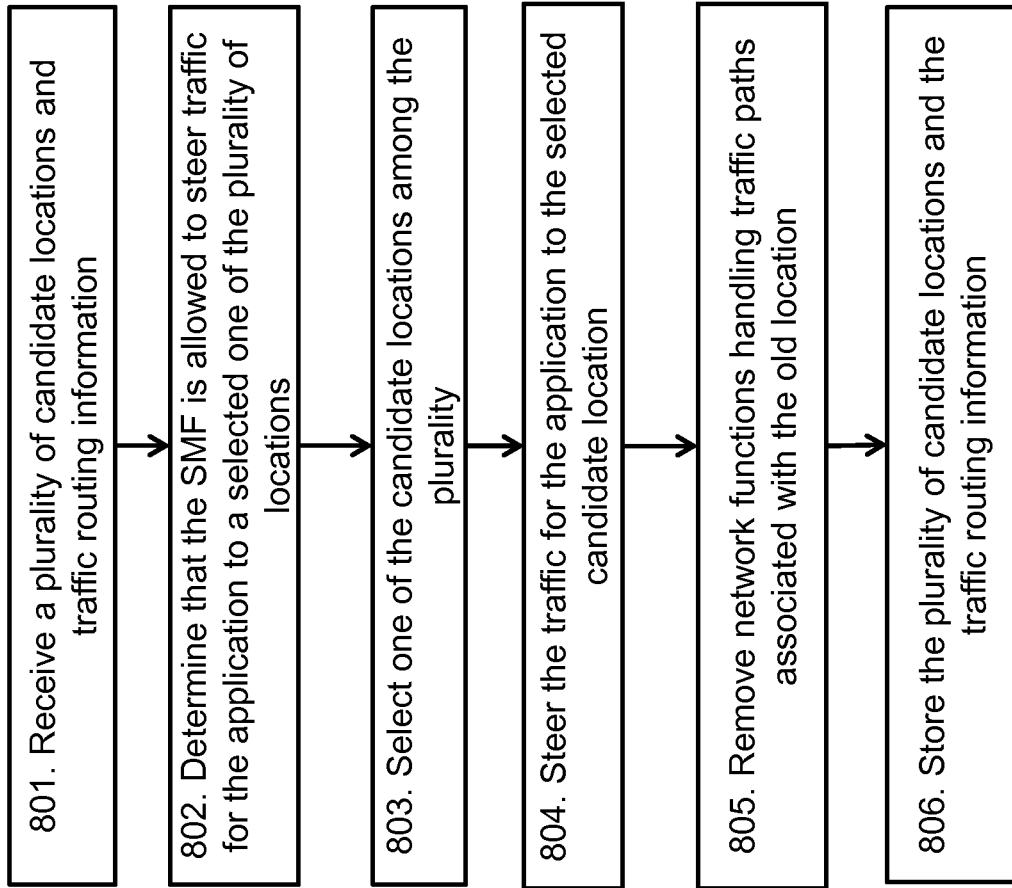 801. Receive a plurality of candidate locations and
traffic routing information
802. Determine that the SMF is allowed to steer traffic
for the application to a selected one of the plurality of
locations
803. Select one of the candidate locations among the
plurality
804. Steer the traffic for the application to the selected
candidate location
805. Remove network functions handling traffic paths
associated with the old location
806. Store the plurality of candidate locations and the
traffic routing information